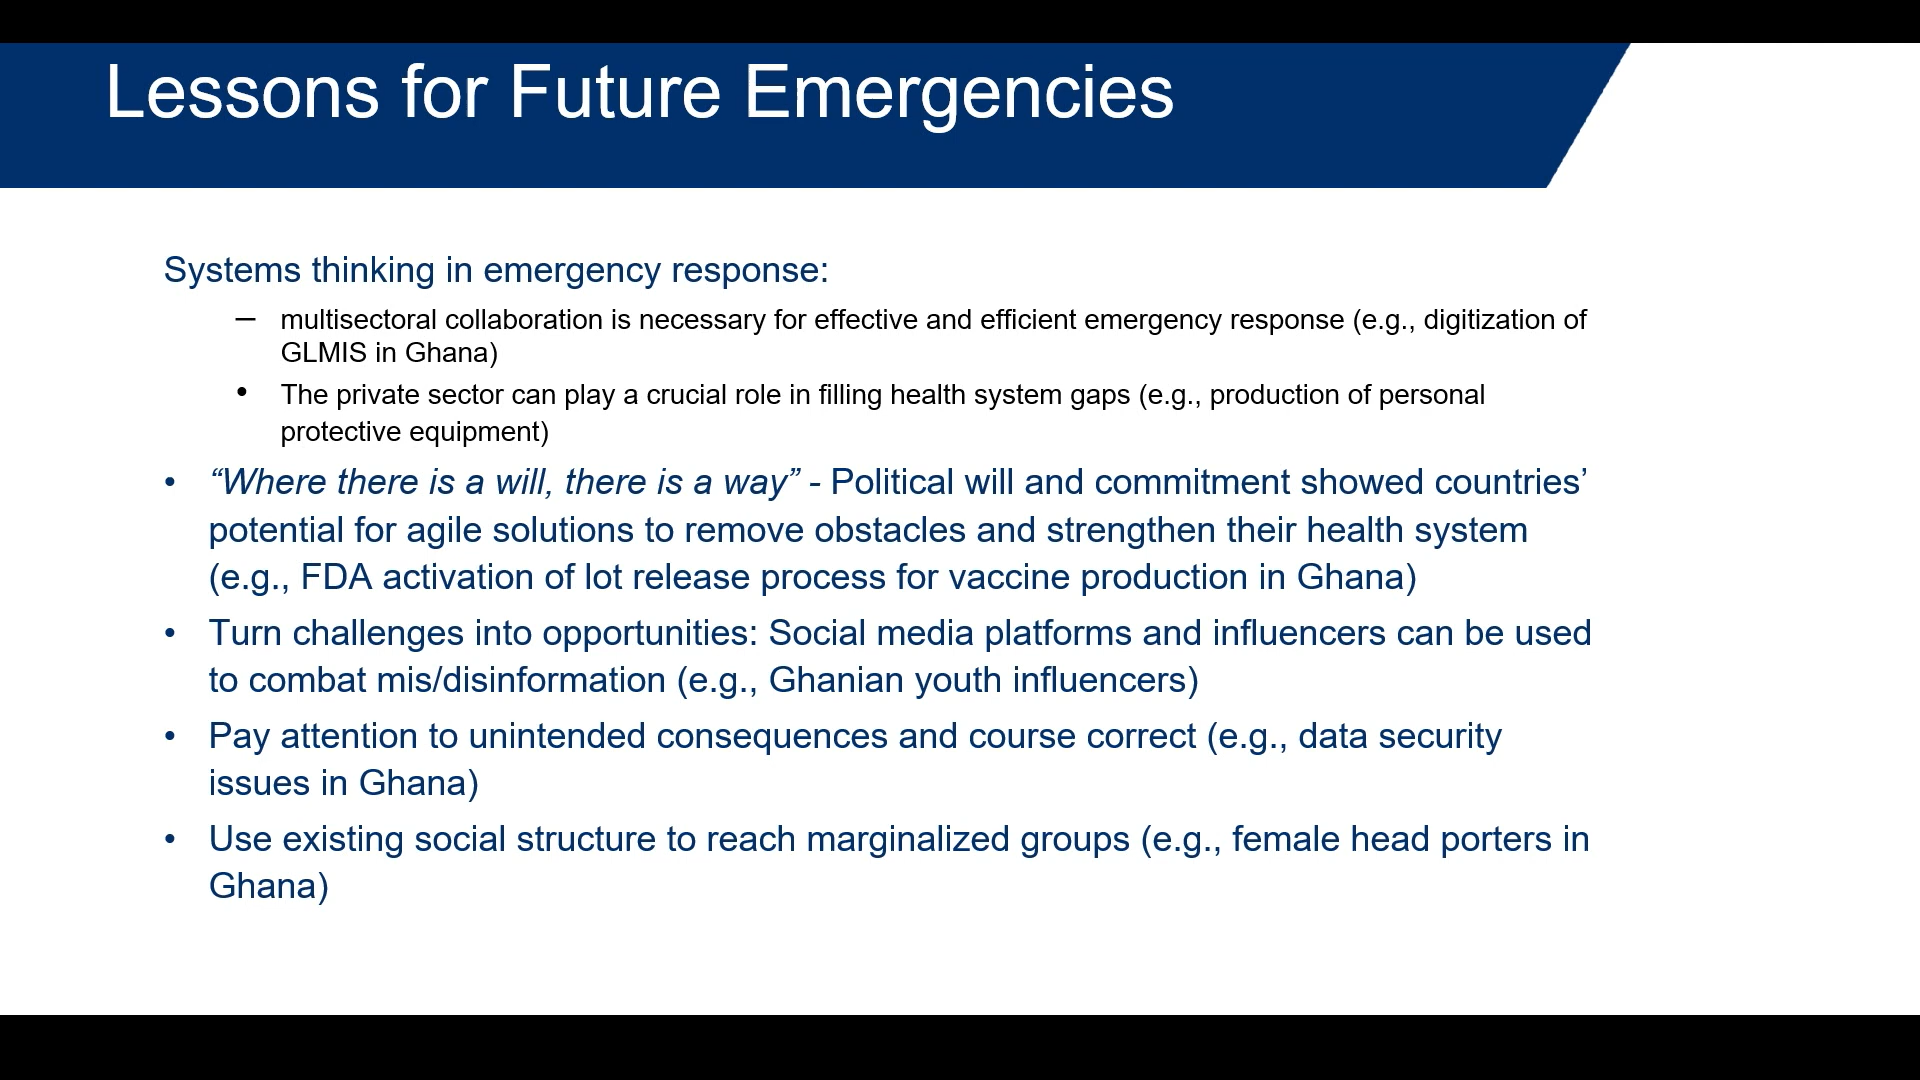 Lessons for Future Emergencies
Systems thinking in emergency response:
– multisectoral collaboration is necessary for effective and efficient emergency response (e.g., digitization of
GLMIS in Ghana)
• The private sector can play a crucial role in filling health system gaps (e.g., production of personal
protective equipment)
• “Where there is a will, there is a way” - Political will and commitment showed countries’
potential for agile solutions to remove obstacles and strengthen their health system
(e.g., FDA activation of lot release process for vaccine production in Ghana)
• Turn challenges into opportunities: Social media platforms and influencers can be used
to combat mis/disinformation (e.g., Ghanian youth influencers)
• Pay attention to unintended consequences and course correct (e.g., data security
issues in Ghana)
• Use existing social structure to reach marginalized groups (e.g., female head porters in
Ghana)